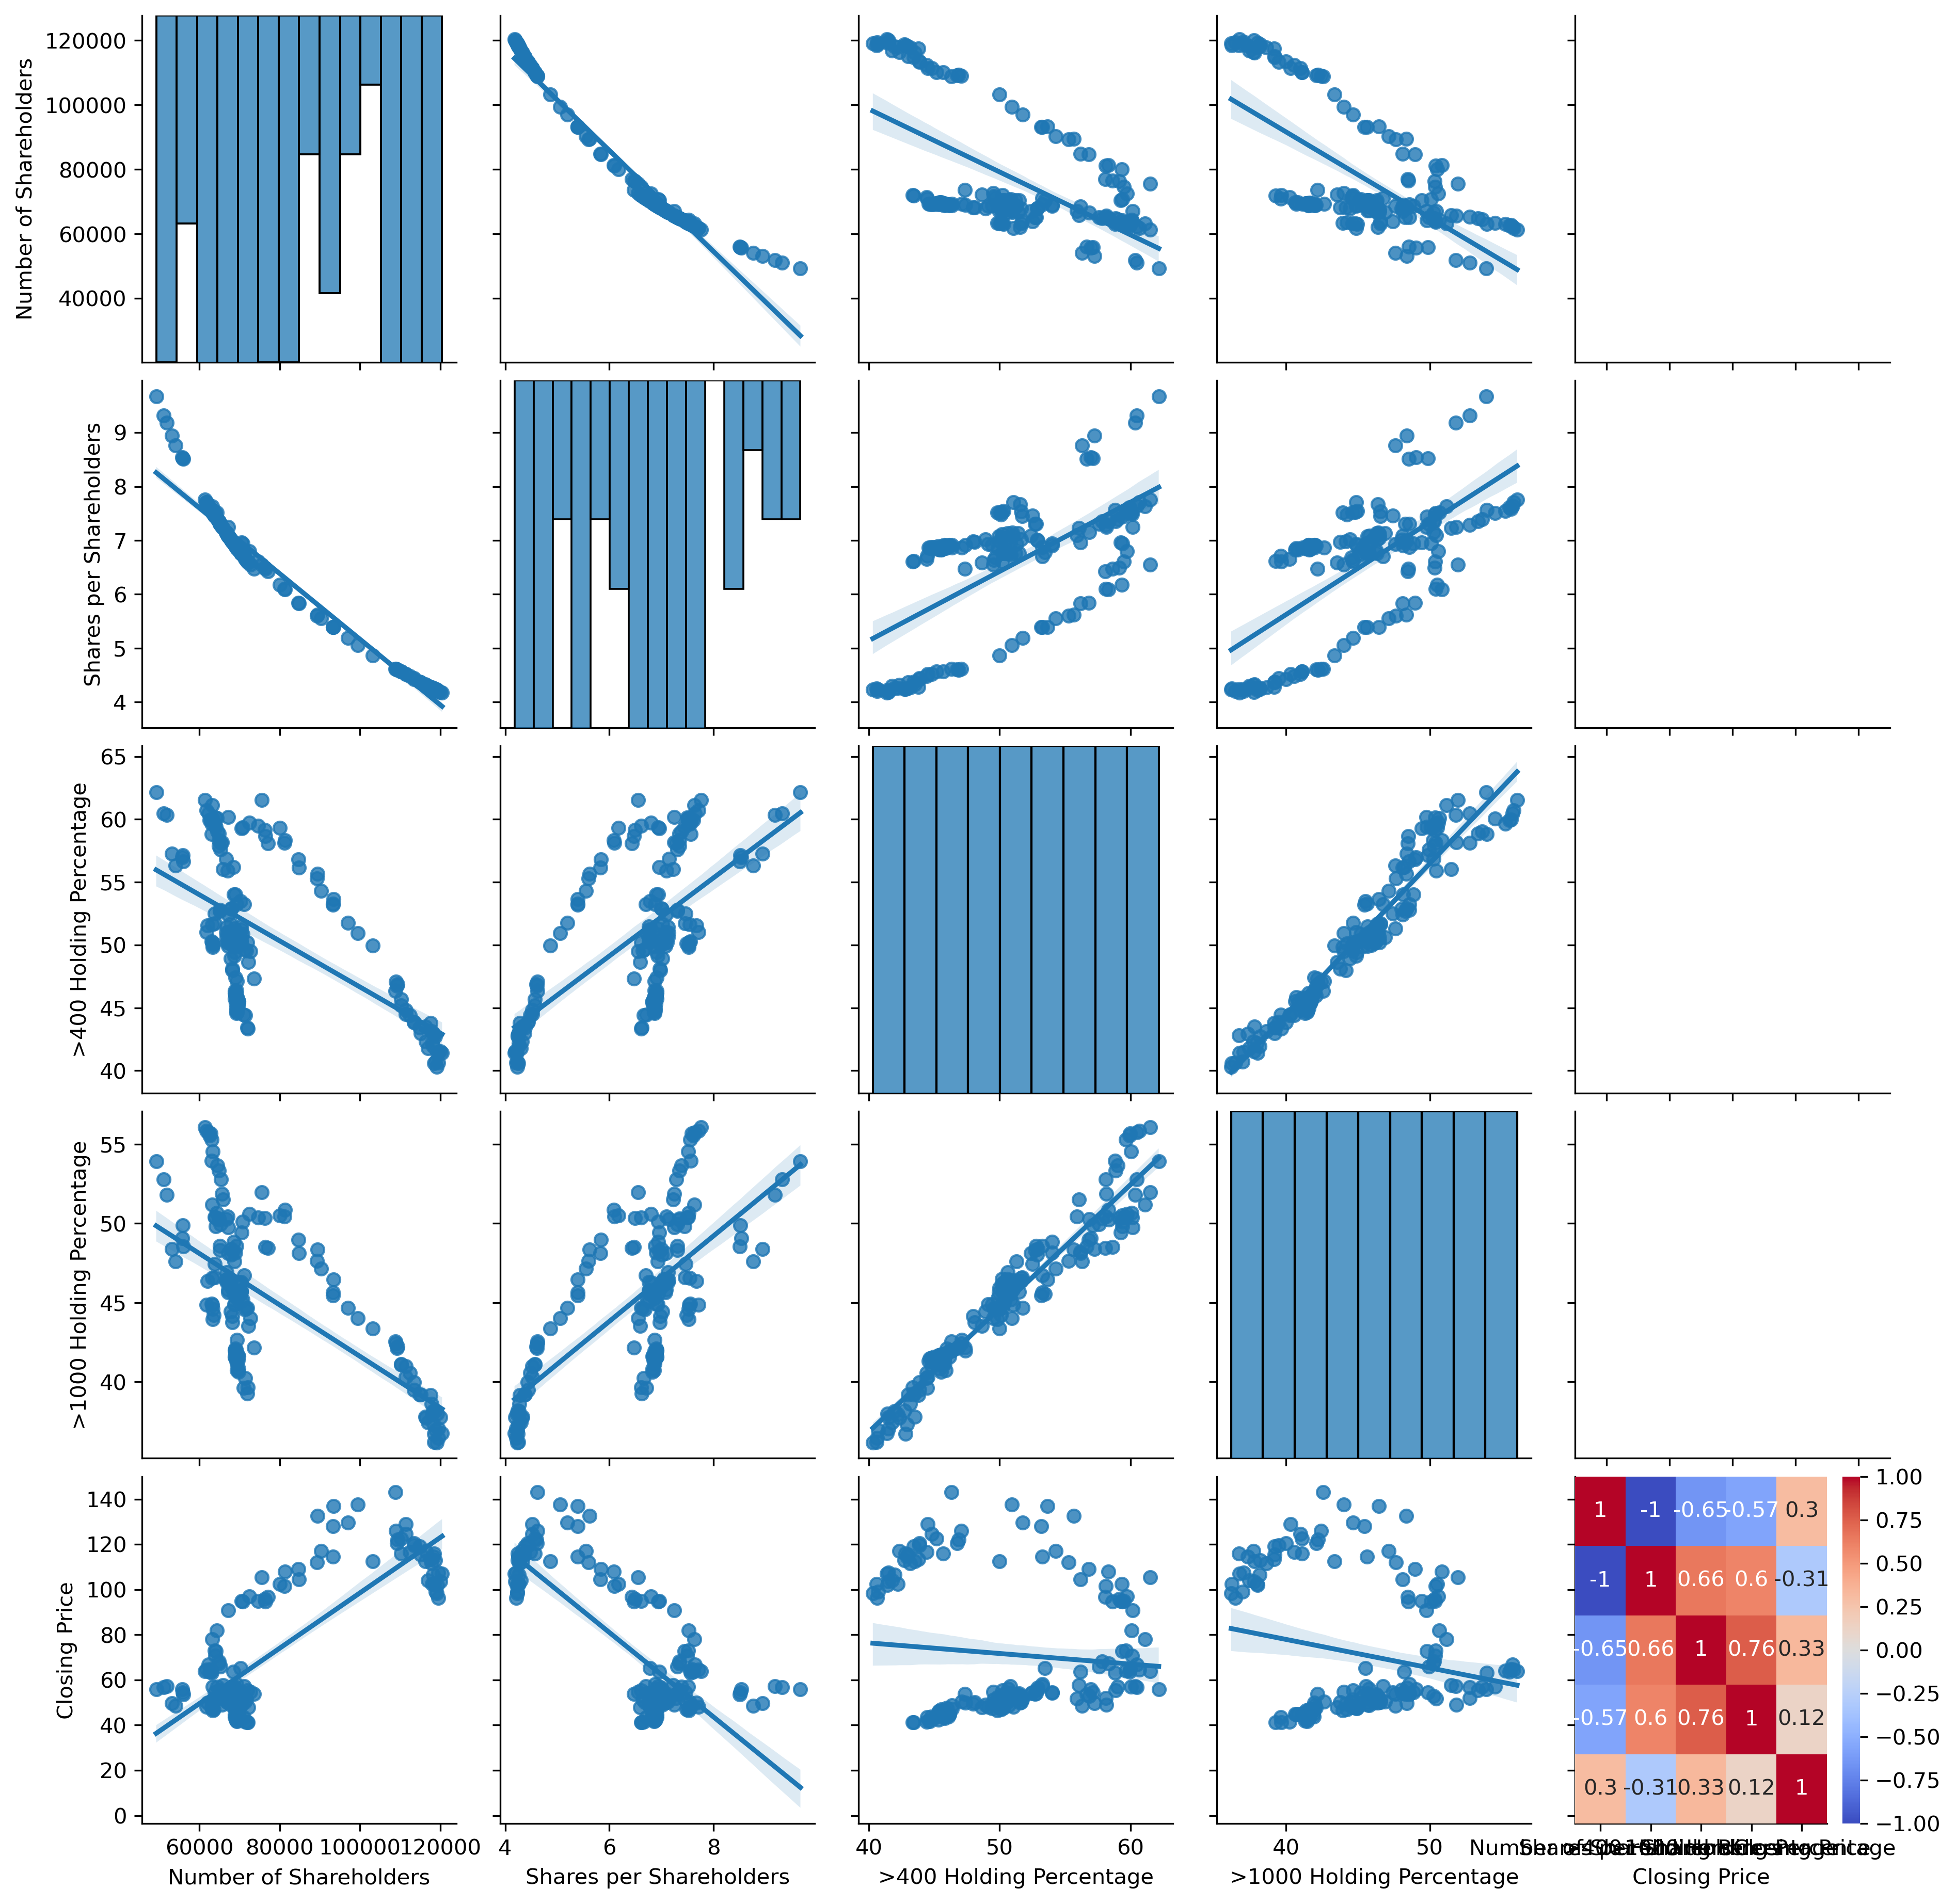 120000
100000
80000
60000
40000
Number of Shareholders
9
8
7
6
5
4
Shares per Shareholders
65
60
55
50
45
40
>400 Holding Percentage
55
50
45
40
>1000 Holding Percentage
140
120
100
80
60
40
20
0
Closing Price
1 -1 -0.65 -0.57 0.3
-1 1 0.66 0.6 -0.31
-0.65 0.66 1 0.76 0.33
-0.57 0.6 0.76 1 0.12
0.3 -0.31 0.33 0.12 1
1.00
0.75
0.50
0.25
0.00
−0.25
−0.50
−0.75
−1.00
60000 80000 100000 120000
4 6 8
40 50 60
40 50
Number of Shareholders
Shares per Shareholders
>400 Holding Percentage
>1000 Holding Percentage
Closing Price